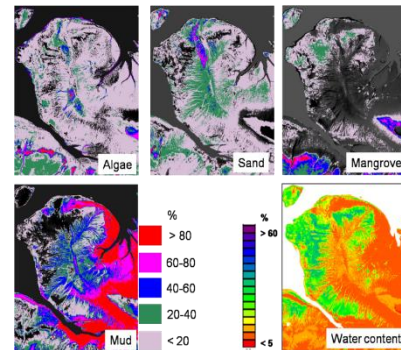 Algae
Sand
Mangrove
Mud
%
> 80
60-80
40-60
20-40
< 20
%
> 60
< 5
Water content